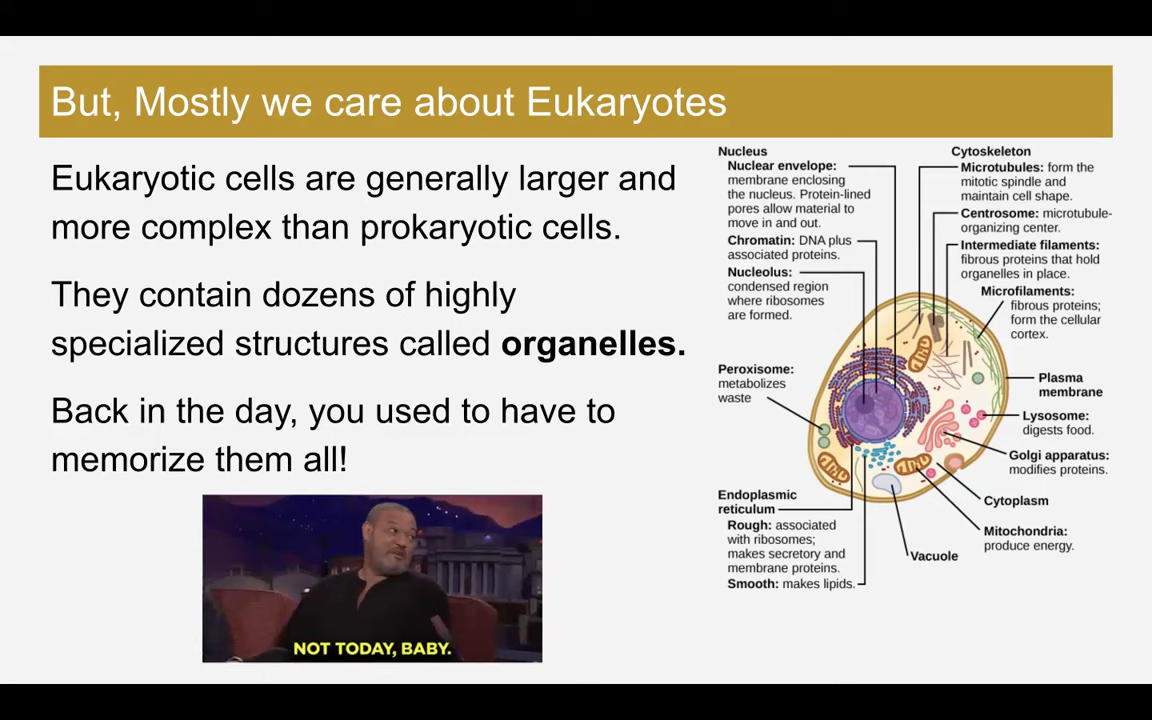 But, Mostly we care about Eukaryotes
Eukaryotic cells are generally larger and
more complex than prokaryotic cells.
They contain dozens of highly
specialized structures called organelles.
Back in the day, you used to have to
memorize them all!
NOT TODAY, BABY.
Nucleus
Nuclear envelope:
membrane enclosing
the nucleus. Protein-lined
pores allow material to
move in and out.
Chromatin: DNA plus
associated proteins.
Nucleolus:
condensed region
where ribosomes
are formed.
Peroxisome:
metabolizes
waste
Endoplasmic
reticulum
Rough: associated
with ribosomes;
makes secretory and
membrane proteins.
Smooth: makes lipids.
Cytoskeleton
Microtubules: form the
mitotic spindle and
maintain cell shape.
Centrosome: microtubule-
organizing center.
Intermediate filaments:
fibrous proteins that hold
organelles in place.
Microfilaments:
fibrous proteins;
form the cellular
cortex.
Plasma
membrane
Lysosome:
digests food.
Golgi apparatus:
modifies proteins.
Cytoplasm
Mitochondria:
produce energy.
Vacuole